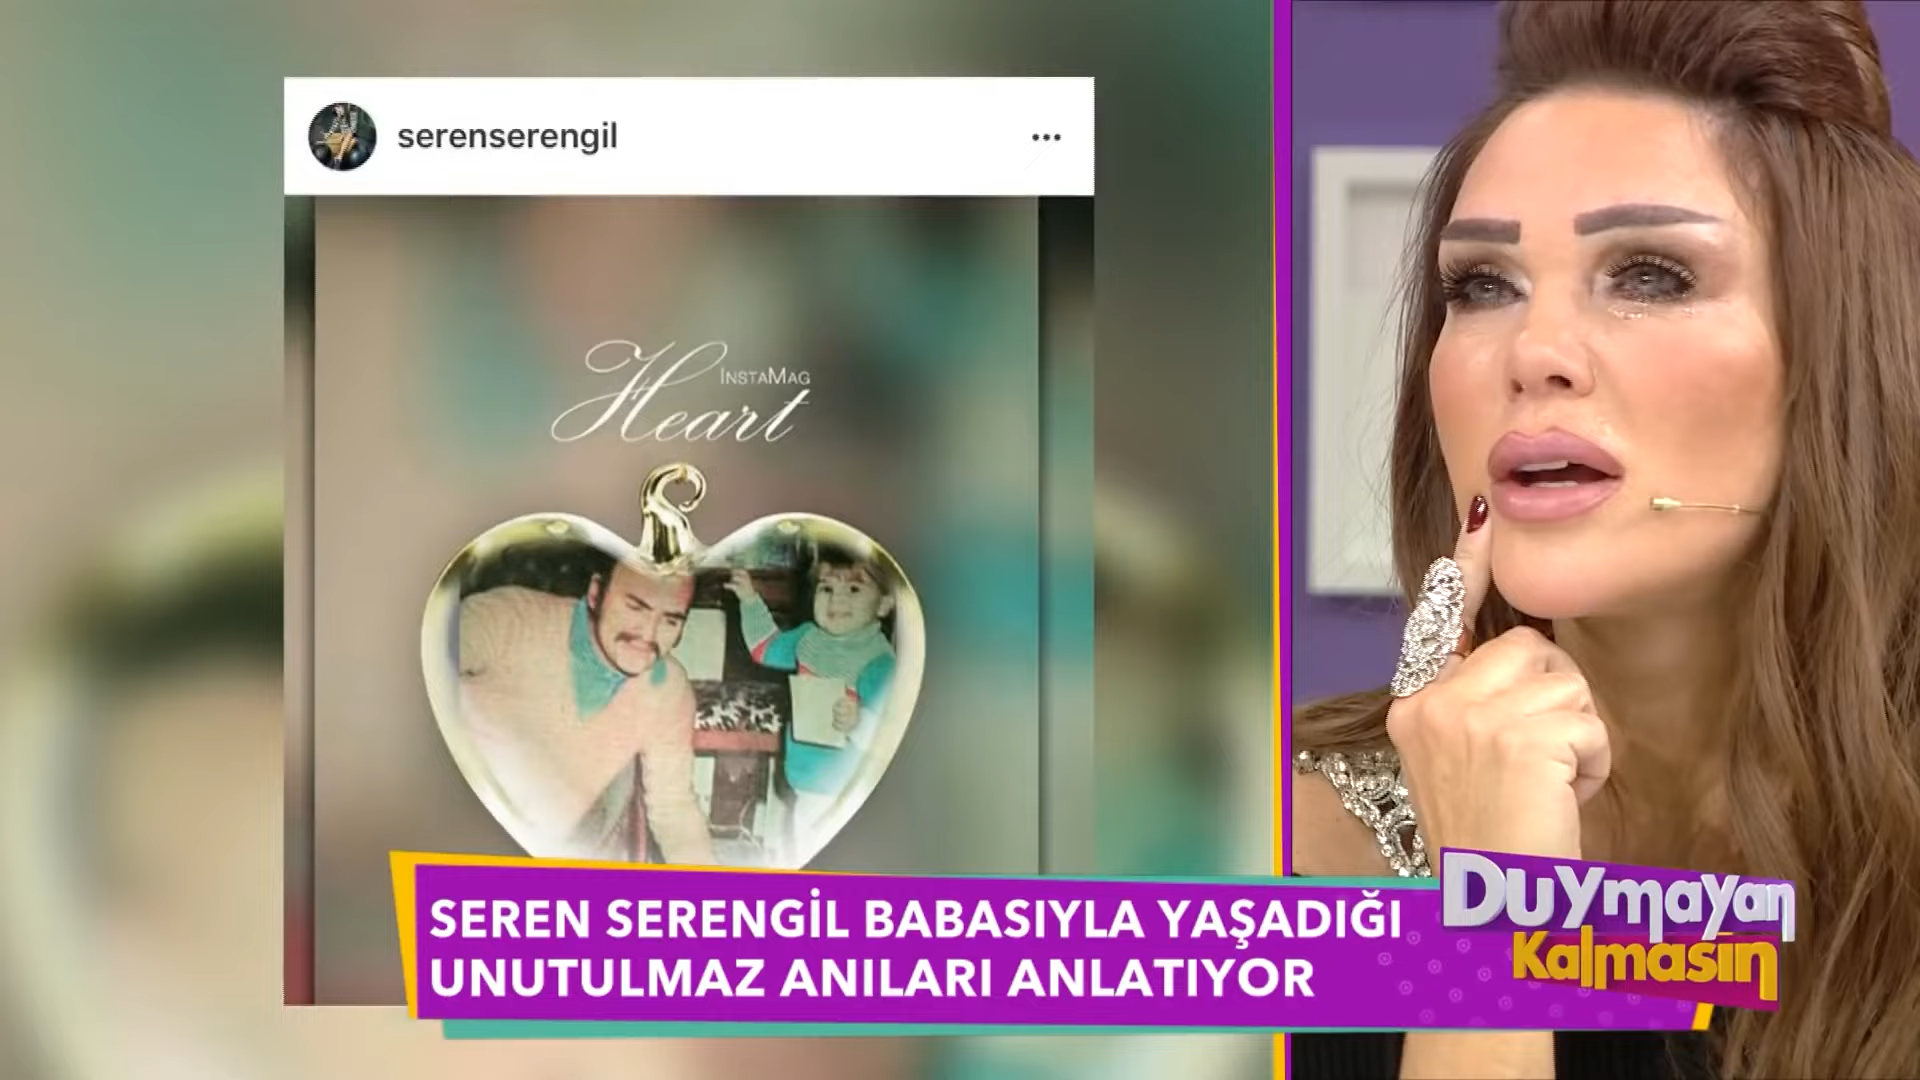 serenserengil
InstaMag
Heart
SEREN SERENGİL BABASIYLA YAŞADIĞI
UNUTULMAZ ANILARI ANLATIYOR
Duymayan
Kalmasın